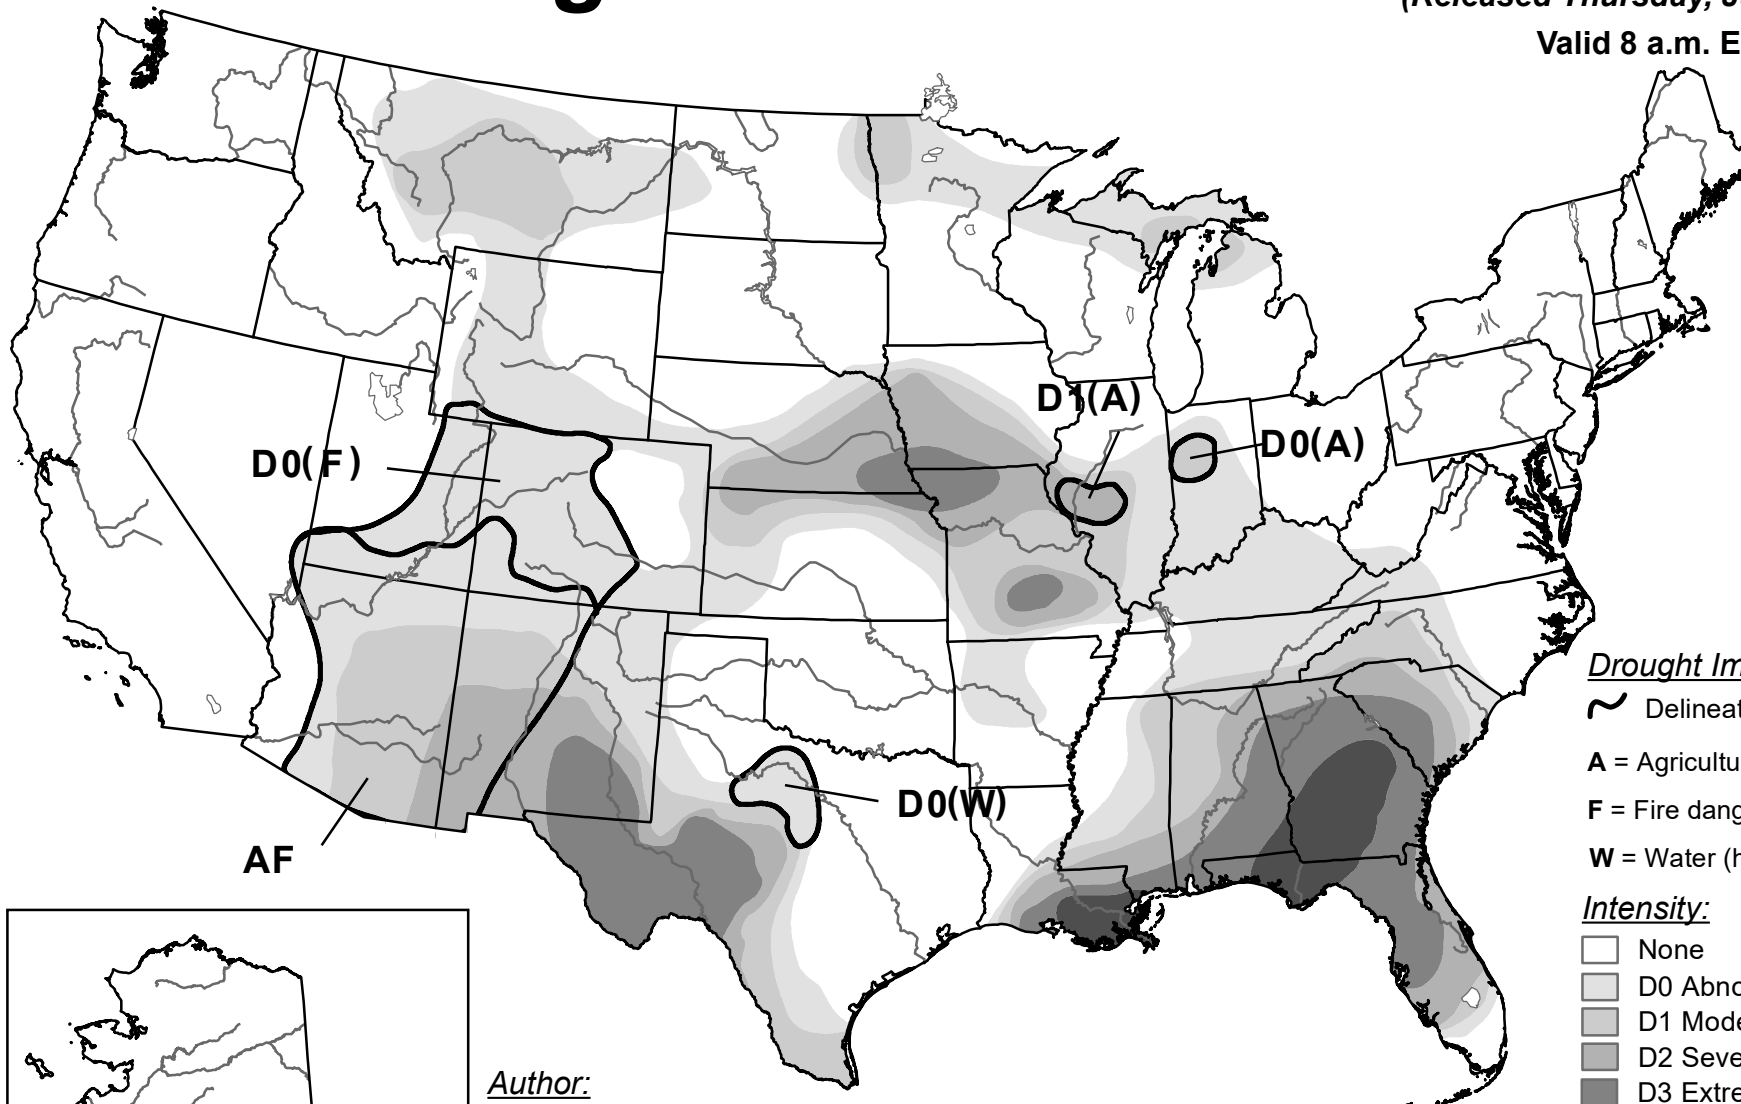 (Released Thursday, J
Valid 8 a.m. E
D1(A)
D0(A)
D0(F)
D0(W)
AF
Drought Im
Delineat
A = Agricultu
F = Fire dang
W = Water (h
Intensity:
None
D0 Abno
D1 Mode
D2 Seve
D3 Extre
Author: